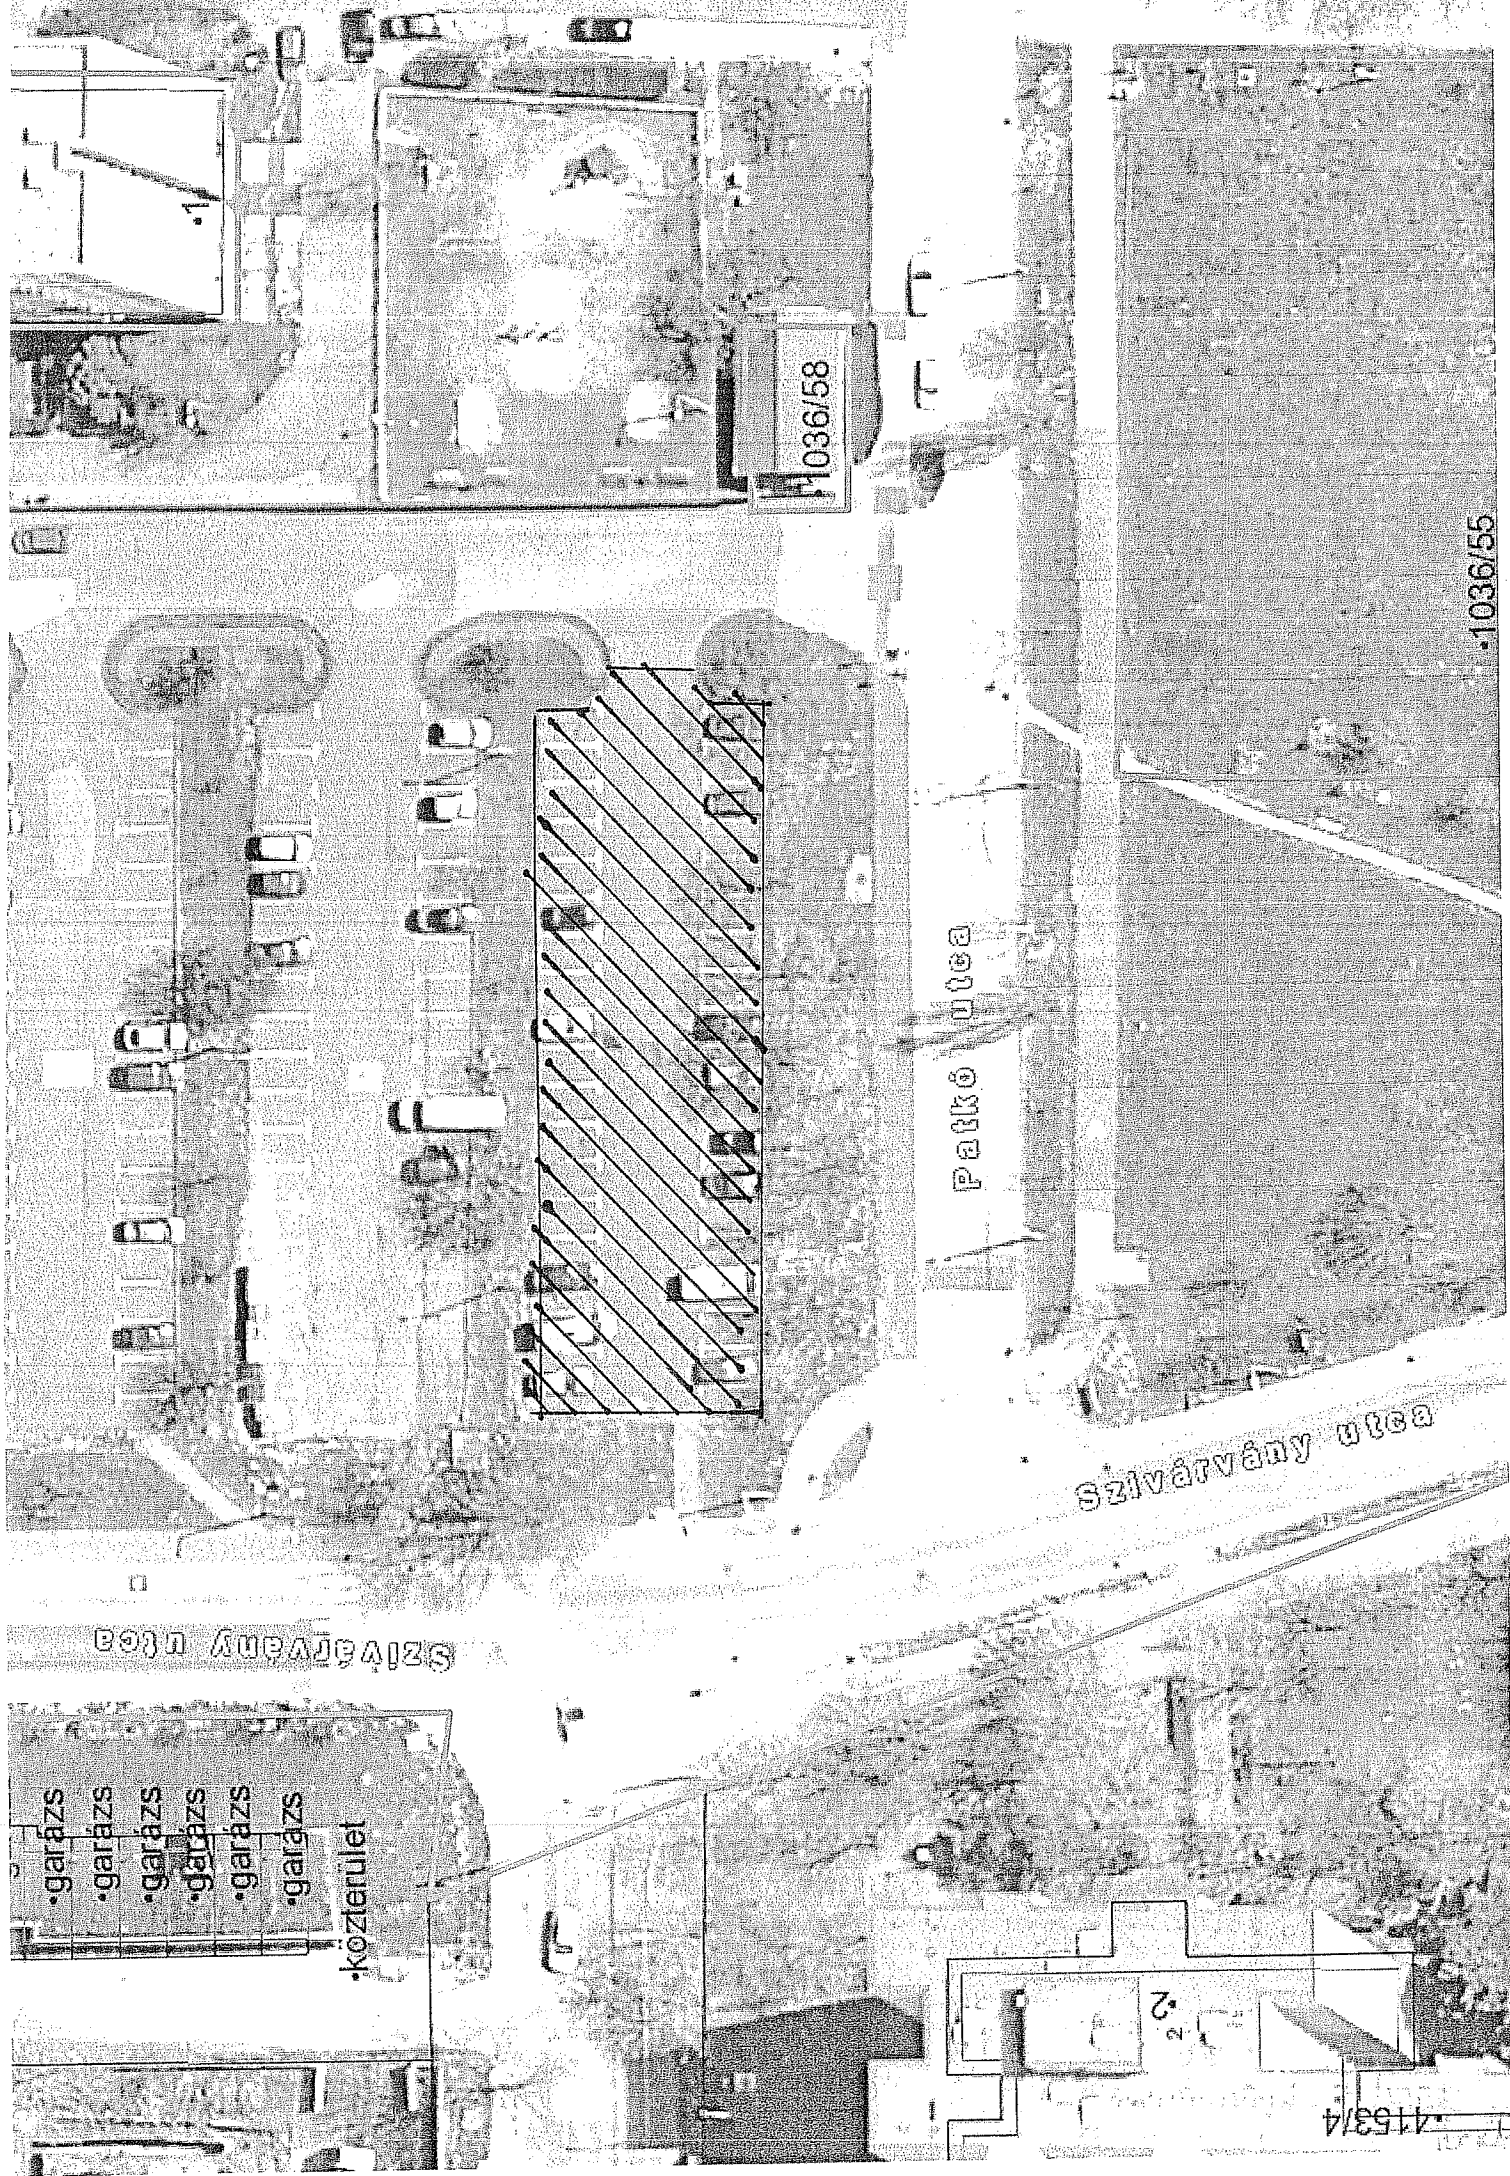 •1
1036/58
•1036/55
Patkó utca
Szivárvány utca
Szivárvány utca
•garázs
•garázs
•garázs
•garázs
•garázs
•garázs
•közterület
2
2
•4153/4